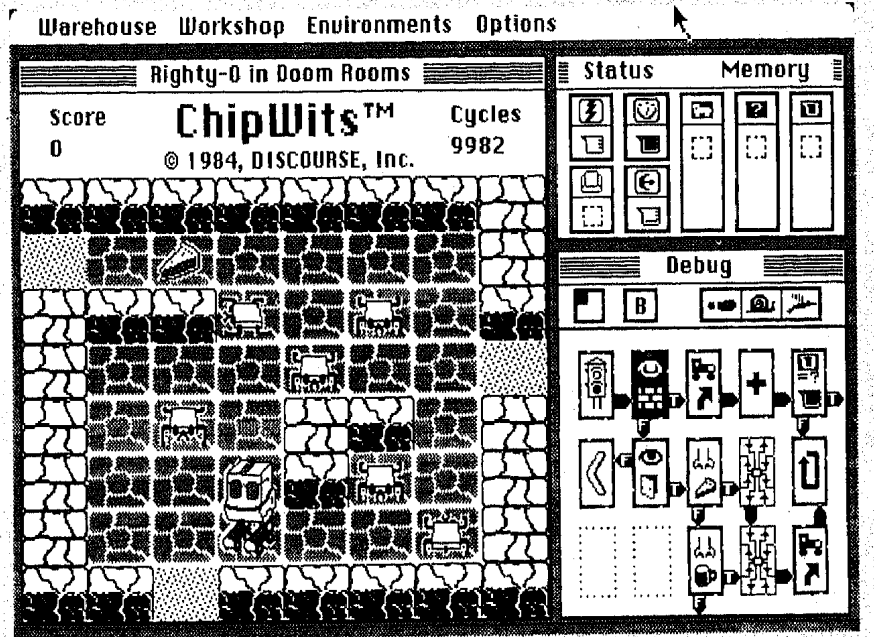 Warehouse Workshop Environments Options
Righty-O in Doom Rooms
Score
0
ChipWits™
© 1984, DISCOURSE, Inc.
Cycles
9982
Status Memory
?
Debug
B
T T + =? T
F F
F T T
F
T
F